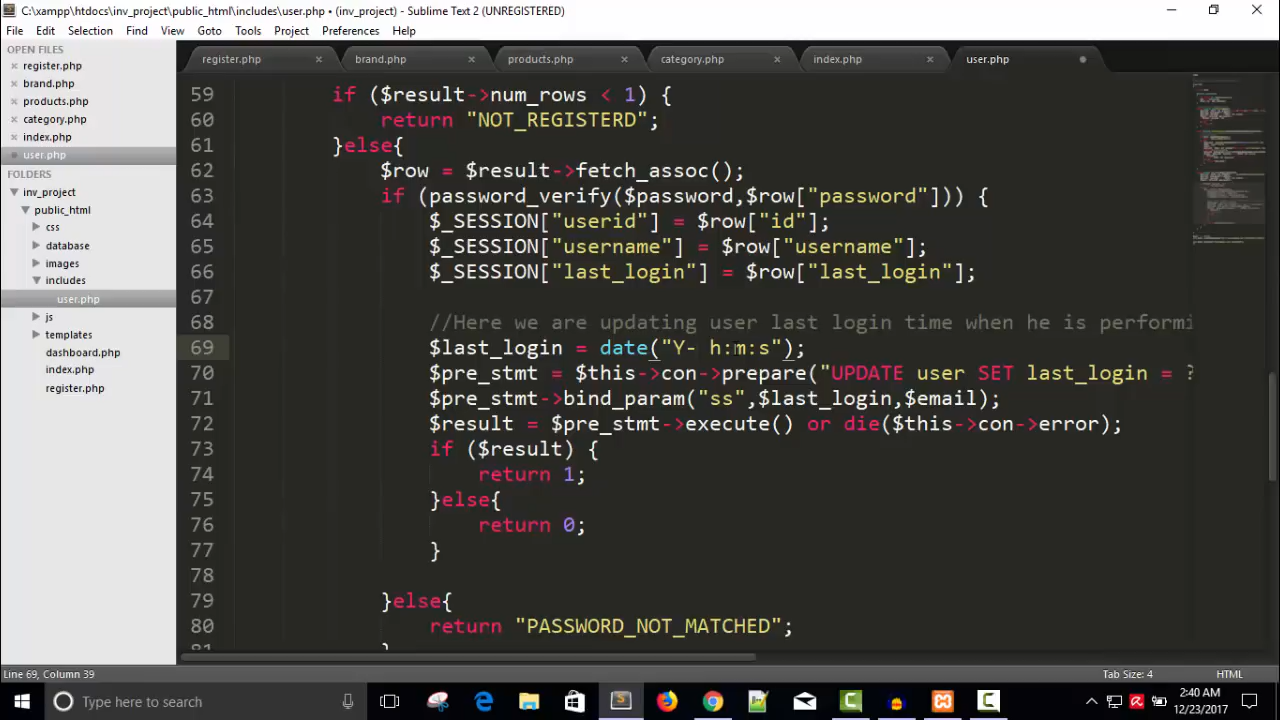 C:\xampp\htdocs\inv_project\public_html\includes\user.php • (inv_project) - Sublime Text 2 (UNREGISTERED)
File Edit Selection Find View Goto Tools Project Preferences Help
OPEN FILES
register.php
brand.php
products.php
category.php
index.php
user.php
FOLDERS
inv_project
public_html
css
database
images
includes
user.php
js
templates
dashboard.php
index.php
register.php
register.php brand.php products.php category.php index.php user.php
59 if ($result->num_rows < 1) {
60 return "NOT_REGISTERD";
61 }else{
62 $row = $result->fetch_assoc();
63 if (password_verify($password,$row["password"])) {
64 $_SESSION["userid"] = $row["id"];
65 $_SESSION["username"] = $row["username"];
66 $_SESSION["last_login"] = $row["last_login"];
67
68 //Here we are updating user last login time when he is performi
69 $last_login = date("Y- h:m:s");
70 $pre_stmt = $this->con->prepare("UPDATE user SET last_login = ?
71 $pre_stmt->bind_param("ss",$last_login,$email);
72 $result = $pre_stmt->execute() or die($this->con->error);
73 if ($result) {
74 return 1;
75 }else{
76 return 0;
77 }
78
79 }else{
80 return "PASSWORD_NOT_MATCHED";
81 }
Line 69, Column 39 Tab Size: 4 HTML
Type here to search
2:40 AM
12/23/2017